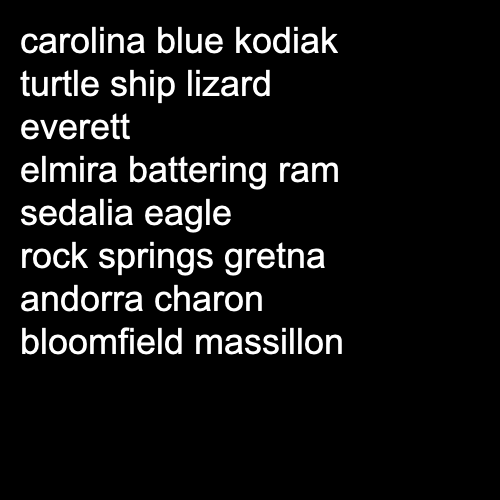 carolina blue kodiak
turtle ship lizard
everett
elmira battering ram
sedalia eagle
rock springs gretna
andorra charon
bloomfield massillon